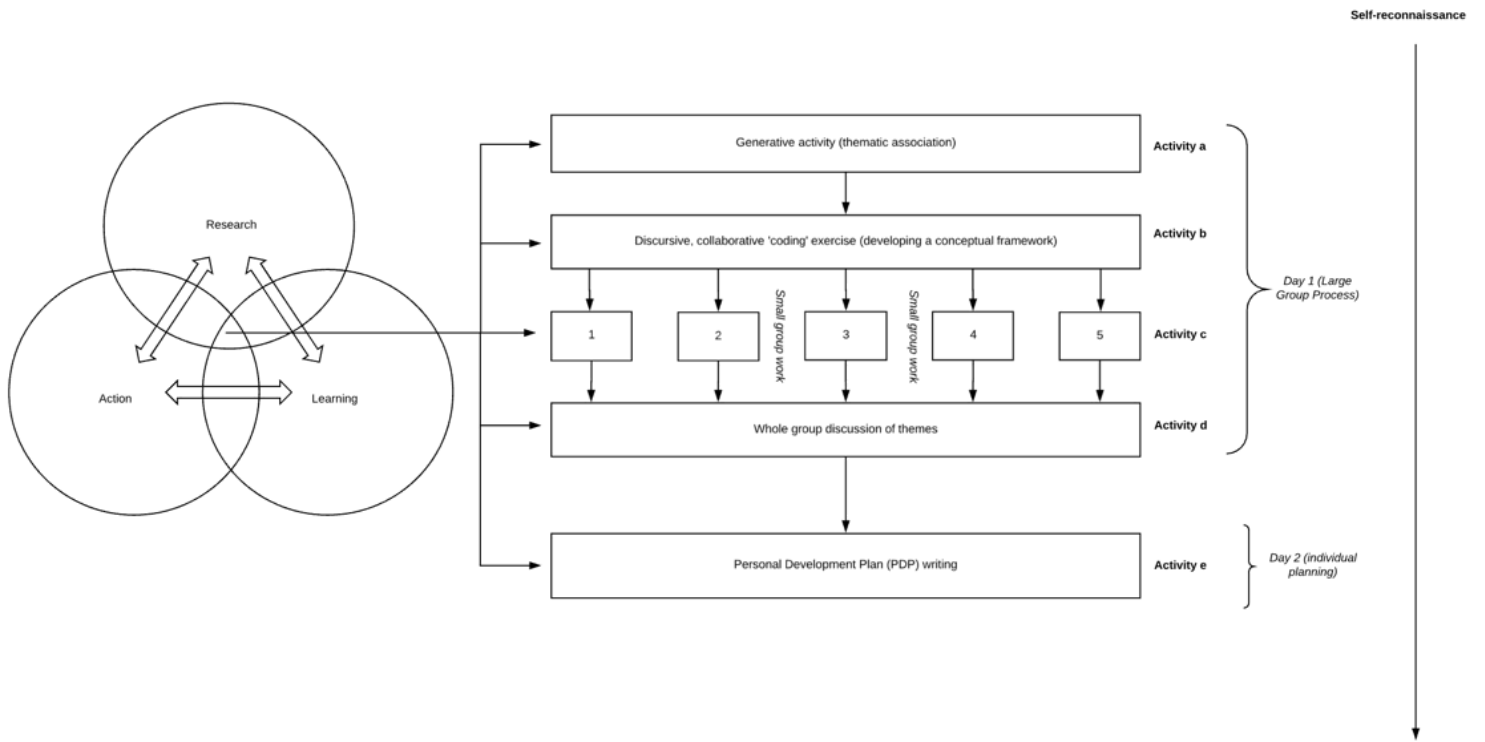 Self-reconnaissance
Generative activity (thematic association)
Activity a
Research
Discursive, collaborative 'coding' exercise (developing a conceptual framework)
Activity b
Day 1 (Large
Group Process)
1
2
Small group work
3
Small group work
4
5
Activity c
Action
Learning
Whole group discussion of themes
Activity d
Personal Development Plan (PDP) writing
Activity e
Day 2 (individual
planning)